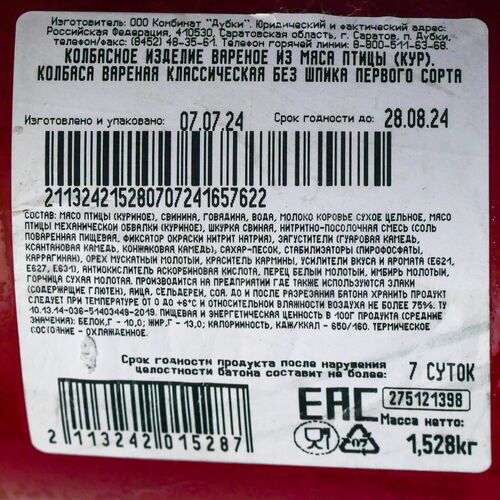 Изготовитель: ООО Комбинат "Дубки". Юридический и фактический адрес:
Российская Федерация, 410530, Саратовская область, г. Саратов, п. Дубки,
телефон/факс: (8452) 48-35-61. Телефон горячей линии: 8-800-511-63-68.
КОЛБАСНОЕ ИЗДЕЛИЕ ВАРЕНОЕ ИЗ МЯСА ПТИЦЫ (КУР).
КОЛБАСА ВАРЕНАЯ КЛАССИЧЕСКАЯ БЕЗ ШПИКА ПЕРВОГО СОРТА
Изготовлено и упаковано: 07.07.24 Срок годности до: 28.08.24
211324215280707241657622
СОСТАВ: МЯСО ПТИЦЫ (КУРИНОЕ), СВИНИНА, ГОВЯДИНА, ВОДА, МОЛОКО КОРОВЬЕ СУХОЕ ЦЕЛЬНОЕ, МЯСО
ПТИЦЫ МЕХАНИЧЕСКОЙ ОБВАЛКИ (КУРИНОЕ), ШКУРКА СВИНАЯ, НИТРИТНО-ПОСОЛОЧНАЯ СМЕСЬ (СОЛЬ
ПОВАРЕННАЯ ПИЩЕВАЯ, ФИКСАТОР ОКРАСКИ НИТРИТ НАТРИЯ), ЗАГУСТИТЕЛИ (ГУАРОВАЯ КАМЕДЬ,
КСАНТАНОВАЯ КАМЕДЬ, КОНЖАКОВАЯ КАМЕДЬ), САХАР-ПЕСОК, СТАБИЛИЗАТОРЫ (ПИРОФОСФАТЫ,
КАРРАГИНАН), ОРЕХ МУСКАТНЫЙ МОЛОТЫЙ, КРАСИТЕЛЬ КАРМИНЫ, УСИЛИТЕЛИ ВКУСА И АРОМАТА (Е621,
Е627, Е631), АНТИОКИСЛИТЕЛЬ АСКОРБИНОВАЯ КИСЛОТА, ПЕРЕЦ БЕЛЫЙ МОЛОТЫЙ, ИМБИРЬ МОЛОТЫЙ,
ГОРЧИЦА СУХАЯ МОЛОТАЯ. ПРОИЗВОДИТСЯ НА ПРЕДПРИЯТИИ ГДЕ ТАКЖЕ ИСПОЛЬЗУЮТ ЗЛАКИ
(СОДЕРЖАЩИЕ ГЛЮТЕН), ЯЙЦА, СЕЛЬДЕРЕЙ, СОЯ. ДО И ПОСЛЕ РАЗРЕЗАНИЯ БАТОНА ХРАНИТЬ ПРОДУКТ
СЛЕДУЕТ ПРИ ТЕМПЕРАТУРЕ ОТ 0 ДО +6°С И ОТНОСИТЕЛЬНОЙ ВЛАЖНОСТИ ВОЗДУХА НЕ БОЛЕЕ 75%. ТУ
10.13.14-036-51403449-2019. ПИЩЕВАЯ И ЭНЕРГЕТИЧЕСКАЯ ЦЕННОСТЬ В 100Г ПРОДУКТА (СРЕДНИЕ
ЗНАЧЕНИЯ): БЕЛОК,Г - 10,0; ЖИР,Г - 13,0; КАЛОРИЙНОСТЬ, КДЖ/ККАЛ - 650/160. ТЕРМИЧЕСКОЕ
СОСТОЯНИЕ - ОХЛАЖДЕННОЕ.
Срок годности продукта после нарушения
целостности батона составит не более: 7 СУТОК
EAC 275121398
Масса нетто:
1,528кг
07
2 113242 015287